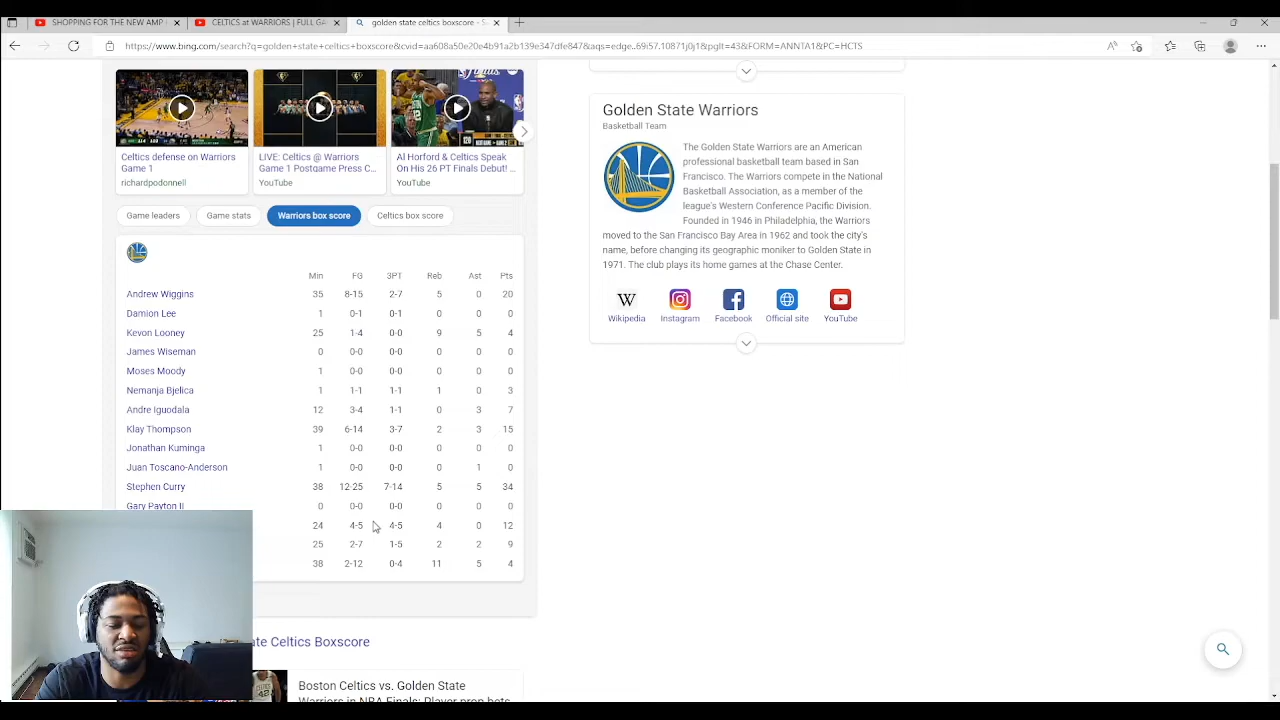 SHOPPING FOR THE NEW AMP
CELTICS at WARRIORS | FULL GA
golden state celtics boxscore - S
https://www.bing.com/search?q=golden+state+celtics+boxscore&cvid=aa608a50e20e4b91a2b139e347dfe847&aqs=edge..69i57.10871j0j1&pglt=43&FORM=ANNTA1&PC=HCTS
Celtics defense on Warriors
Game 1
richardpodonnell
LIVE: Celtics @ Warriors
Game 1 Postgame Press C...
YouTube
Al Horford & Celtics Speak
On His 26 PT Finals Debut! ...
YouTube
Game leaders
Game stats
Warriors box score
Celtics box score
Min FG 3PT Reb Ast Pts
Andrew Wiggins 35 8-15 2-7 5 0 20
Damion Lee 1 0-1 0-1 0 0 0
Kevon Looney 25 1-4 0-0 9 5 4
James Wiseman 0 0-0 0-0 0 0 0
Moses Moody 1 0-0 0-0 0 0 0
Nemanja Bjelica 1 1-1 1-1 1 0 3
Andre Iguodala 12 3-4 1-1 0 3 7
Klay Thompson 39 6-14 3-7 2 3 15
Jonathan Kuminga 1 0-0 0-0 0 0 0
Juan Toscano-Anderson 1 0-0 0-0 0 1 0
Stephen Curry 38 12-25 7-14 5 5 34
Gary Payton II 0 0-0 0-0 0 0 0
24 4-5 4-5 4 0 12
25 2-7 1-5 2 2 9
38 2-12 0-4 11 5 4
ate Celtics Boxscore
Boston Celtics vs. Golden State
Warriors in NBA Finals: Player prop bets
Golden State Warriors
Basketball Team
The Golden State Warriors are an American
professional basketball team based in San
Francisco. The Warriors compete in the National
Basketball Association, as a member of the
league's Western Conference Pacific Division.
Founded in 1946 in Philadelphia, the Warriors
moved to the San Francisco Bay Area in 1962 and took the city's
name, before changing its geographic moniker to Golden State in
1971. The club plays its home games at the Chase Center.
Wikipedia
Instagram
Facebook
Official site
YouTube